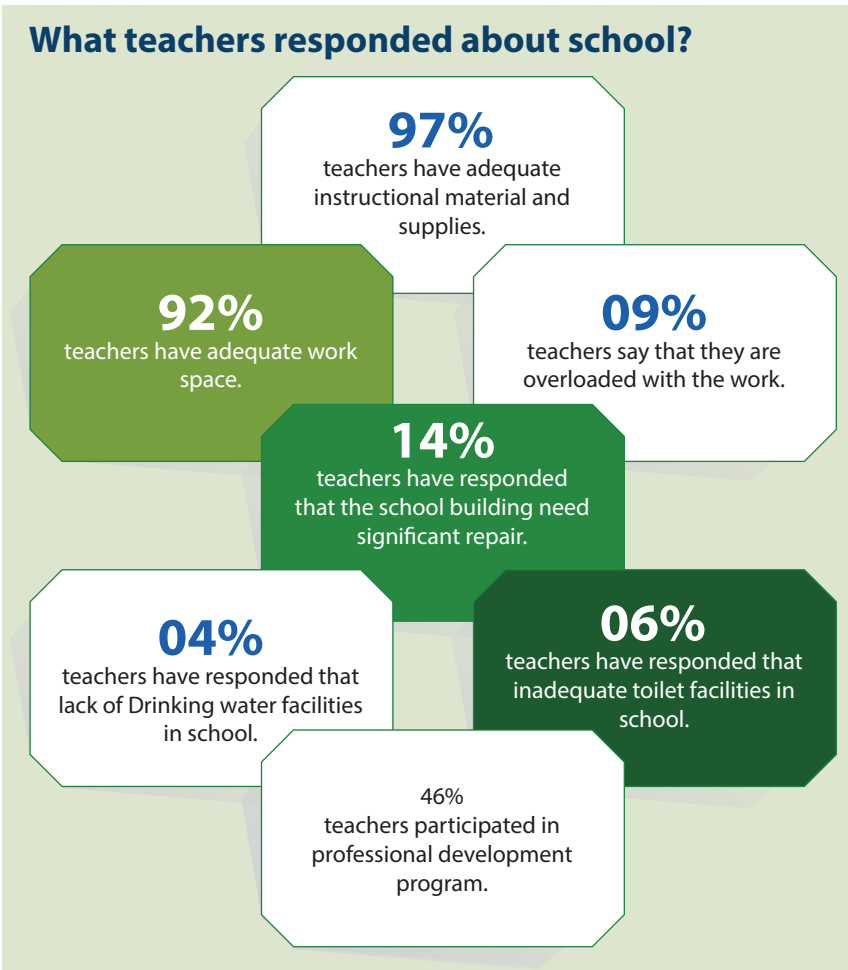 What teachers responded about school?
97%
teachers have adequate
instructional material and
supplies.
92%
teachers have adequate work
space.
09%
teachers say that they are
overloaded with the work.
14%
teachers have responded
that the school building need
significant repair.
04%
teachers have responded that
lack of Drinking water facilities
in school.
06%
teachers have responded that
inadequate toilet facilities in
school.
46%
teachers participated in
professional development
program.